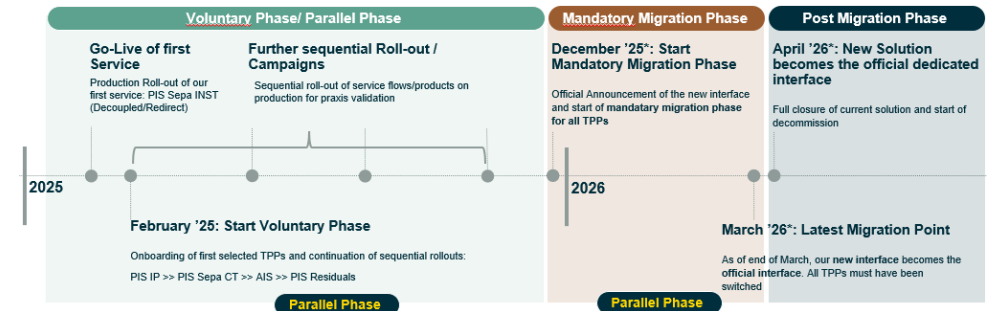 Voluntary Phase/ Parallel Phase
Mandatory Migration Phase
Post Migration Phase
Go-Live of first
Service
Production Roll-out of our
first service: PIS Sepa INST
(Decoupled/Redirect)
Further sequential Roll-out /
Campaigns
Sequential roll-out of service flows/products on
production for praxis validation
December ’25*: Start
Mandatory Migration Phase
Official Announcement of the new interface
and start of mandatary migration phase
for all TPPs
April ’26*: New Solution
becomes the official dedicated
interface
Full closure of current solution and start of
decommission
2025
2026
February ’25: Start Voluntary Phase
Onboarding of first selected TPPs and continuation of sequential rollouts:
PIS IP >> PIS Sepa CT >> AIS >> PIS Residuals
March ’26*: Latest Migration Point
As of end of March, our new interface becomes the
official interface. All TPPs must have been
switched
Parallel Phase
Parallel Phase